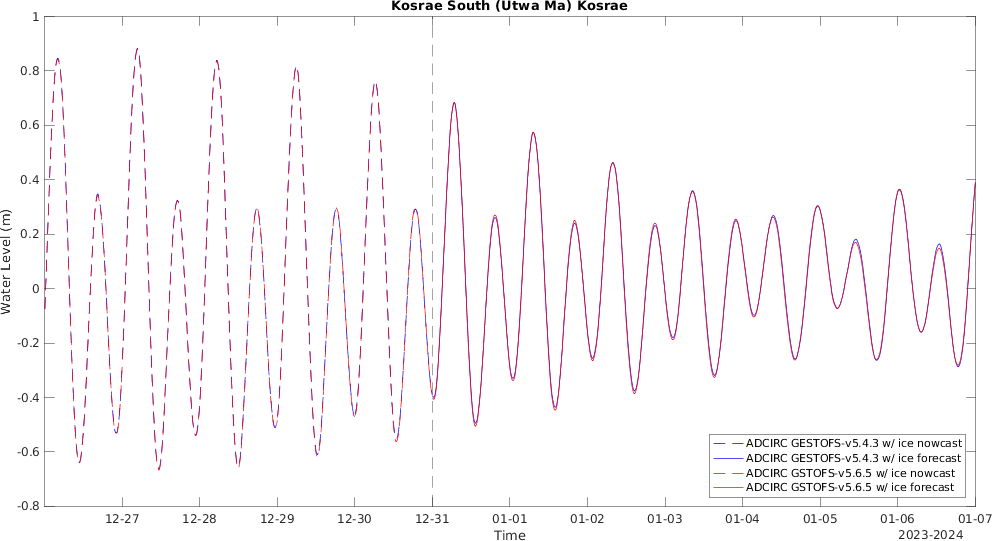 Kosrae South (Utwa Ma) Kosrae
1
0.8
0.6
0.4
0.2
0
-0.2
-0.4
-0.6
-0.8
Water Level (m)
ADCIRC GESTOFS-v5.4.3 w/ ice nowcast
ADCIRC GESTOFS-v5.4.3 w/ ice forecast
ADCIRC GSTOFS-v5.6.5 w/ ice nowcast
ADCIRC GSTOFS-v5.6.5 w/ ice forecast
12-27 12-28 12-29 12-30 12-31 01-01 01-02 01-03 01-04 01-05 01-06 01-07
Time
2023-2024